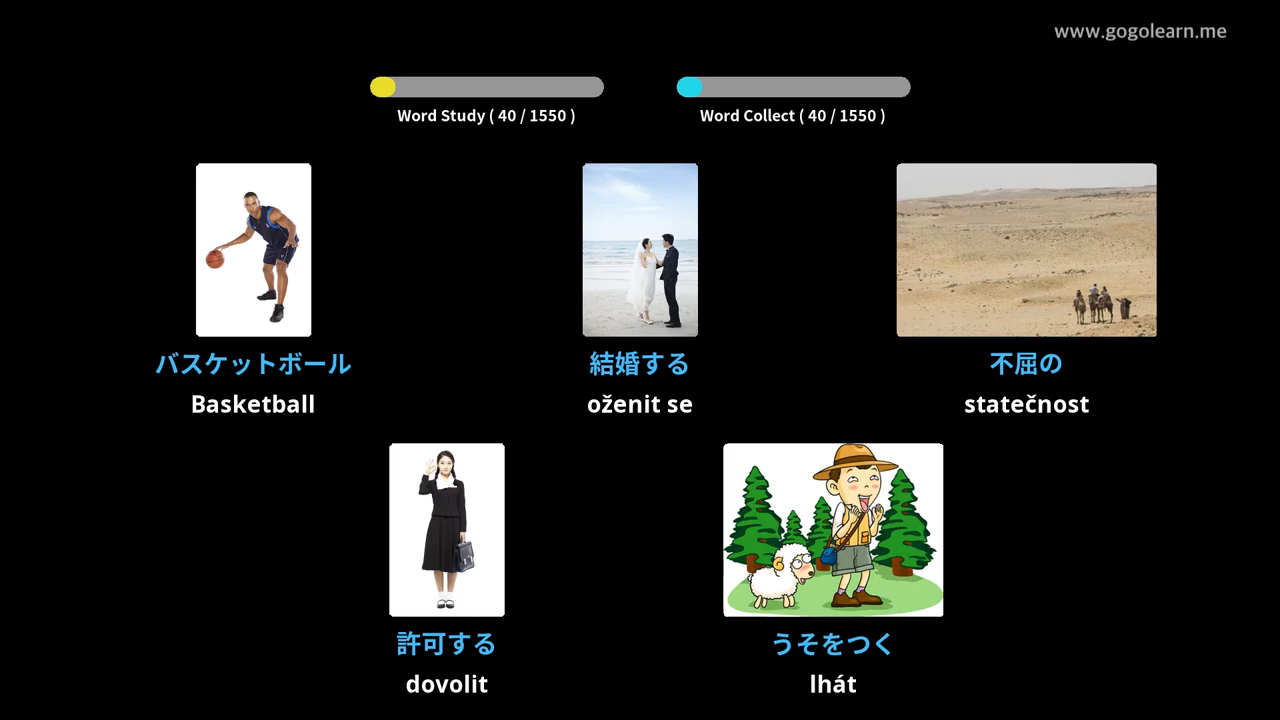 www.gogolearn.me
Word Study ( 40 / 1550 )
Word Collect ( 40 / 1550 )
バスケットボール
Basketball
結婚する
oženit se
不屈の
statečnost
許可する
dovolit
うそをつく
lhát